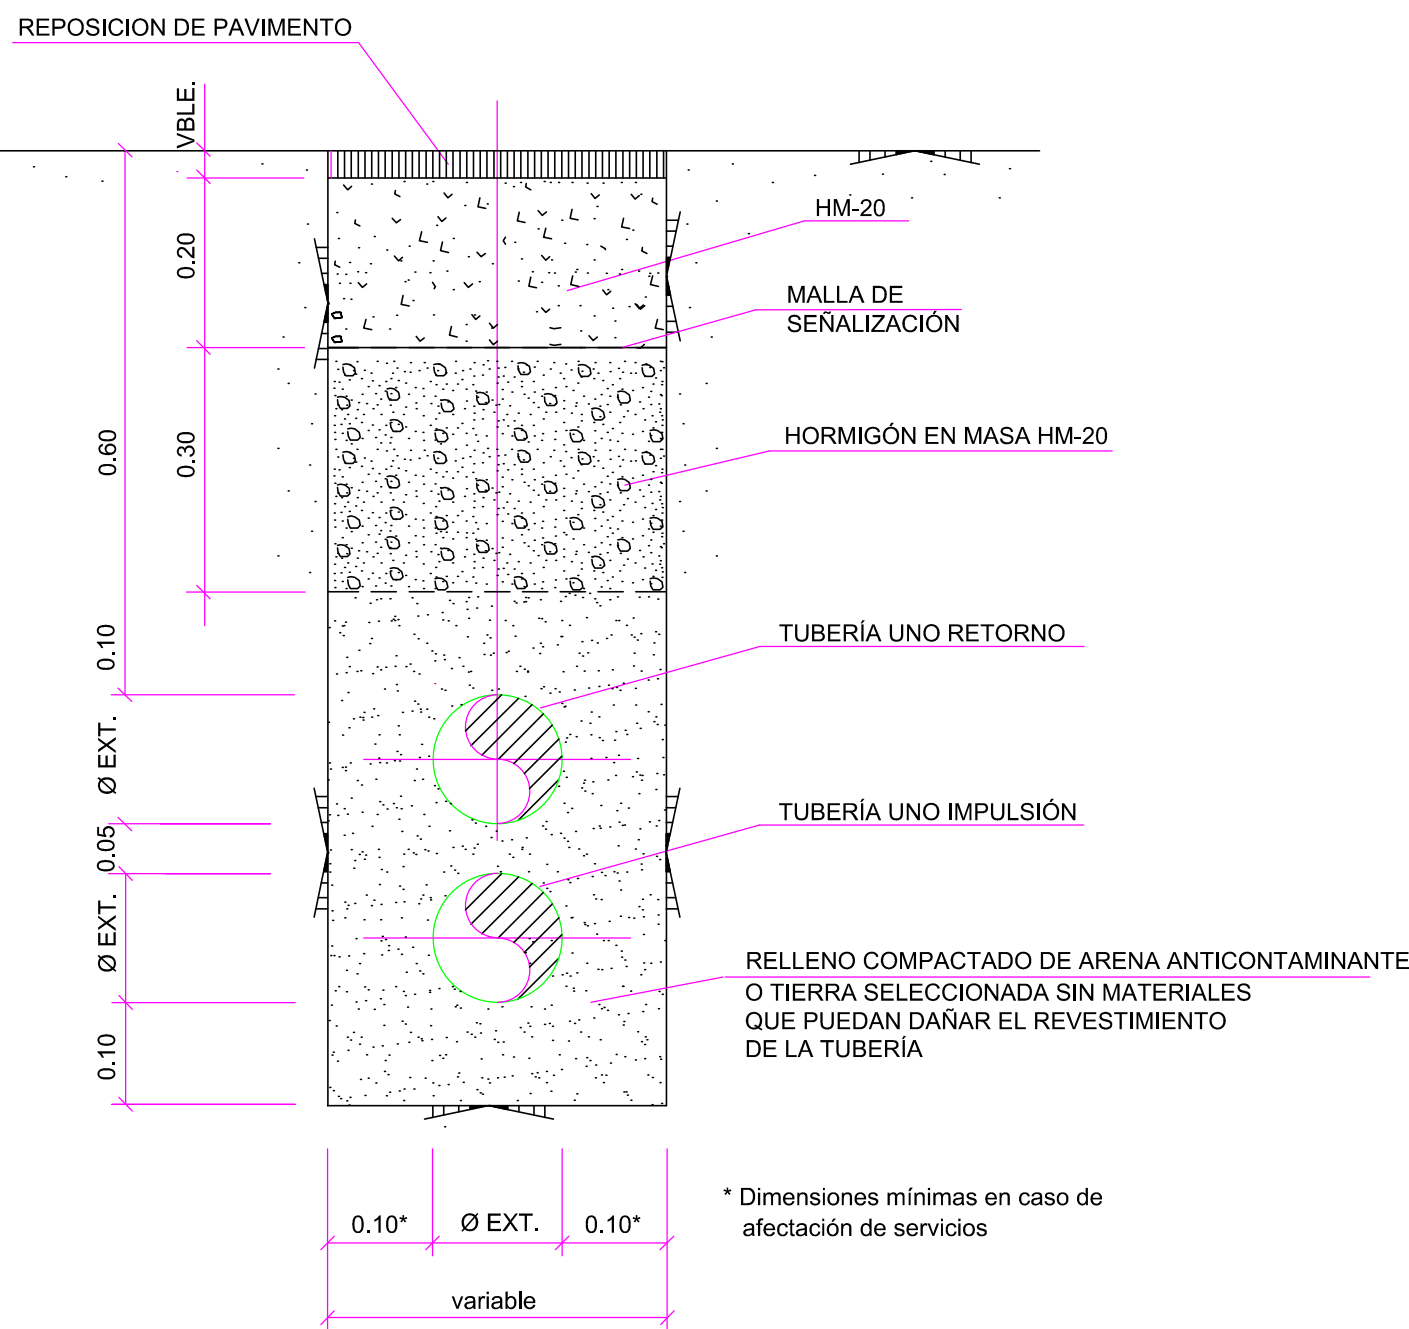 REPOSICION DE PAVIMENTO
VBLE.
HM-20
0.20
MALLA DE
SEÑALIZACIÓN
0.60
0.30
HORMIGÓN EN MASA HM-20
0.10
TUBERÍA UNO RETORNO
Ø EXT.
TUBERÍA UNO IMPULSIÓN
0.05
Ø EXT.
RELLENO COMPACTADO DE ARENA ANTICONTAMINANTE
O TIERRA SELECCIONADA SIN MATERIALES
QUE PUEDAN DAÑAR EL REVESTIMIENTO
DE LA TUBERÍA
0.10
* Dimensiones mínimas en caso de
afectación de servicios
0.10* Ø EXT. 0.10*
variable